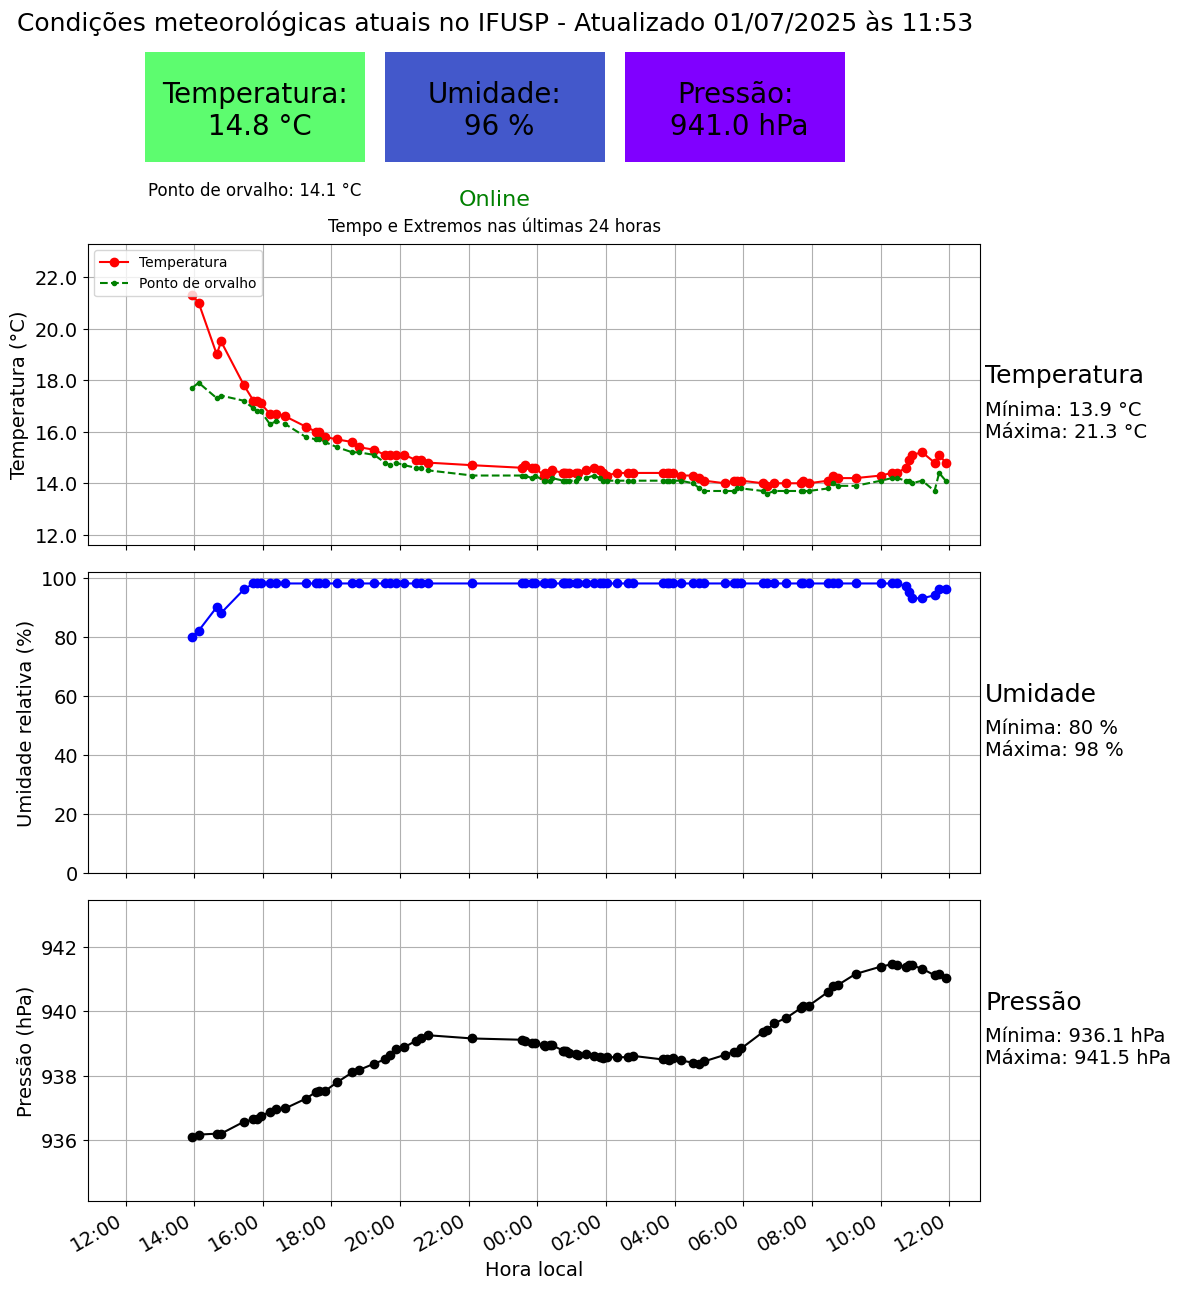 Condições meteorológicas atuais no IFUSP - Atualizado 01/07/2025 às 11:53
Temperatura:
14.8 °C
Umidade:
96 %
Pressão:
941.0 hPa
Ponto de orvalho: 14.1 °C
Online
Tempo e Extremos nas últimas 24 horas
Temperatura
Ponto de orvalho
Temperatura (°C)
22.0
20.0
18.0
16.0
14.0
12.0
Temperatura
Mínima: 13.9 °C
Máxima: 21.3 °C
Umidade relativa (%)
100
80
60
40
20
0
Umidade
Mínima: 80 %
Máxima: 98 %
Pressão (hPa)
942
940
938
936
Pressão
Mínima: 936.1 hPa
Máxima: 941.5 hPa
12:00
14:00
16:00
18:00
20:00
22:00
00:00
02:00
04:00
06:00
08:00
10:00
12:00
Hora local